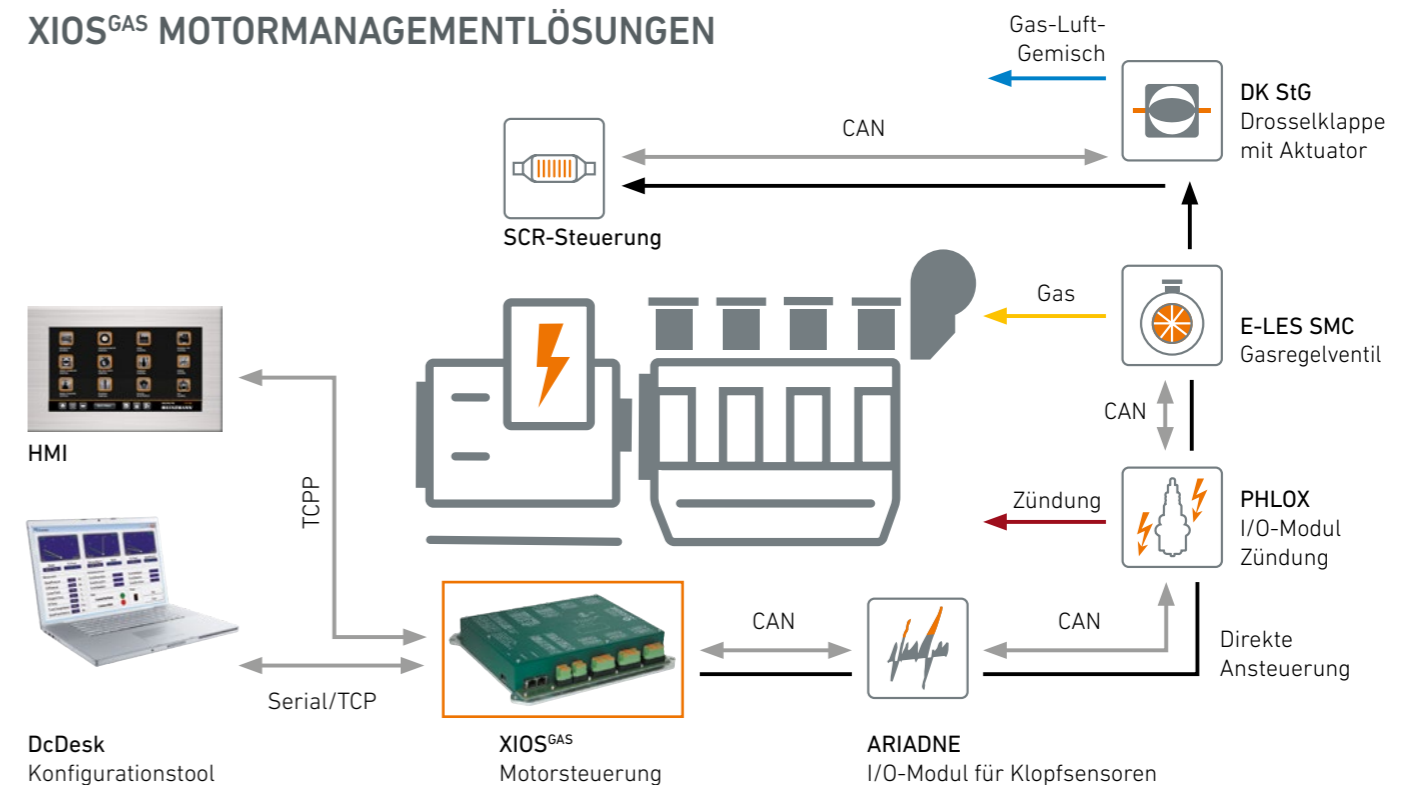 XIOSGAS MOTORMANAGEMENTLÖSUNGEN
Gas-Luft-
Gemisch
DK StG
Drosselklappe
mit Aktuator
CAN
SCR-Steuerung
Gas
E-LES SMC
Gasregelventil
CAN
HMI
TCPP
Zündung
PHLOX
I/O-Modul
Zündung
CAN
CAN
Direkte
Ansteuerung
Serial/TCP
DcDesk
Konfigurationstool
XIOSGAS
Motorsteuerung
ARIADNE
I/O-Modul für Klopfsensoren